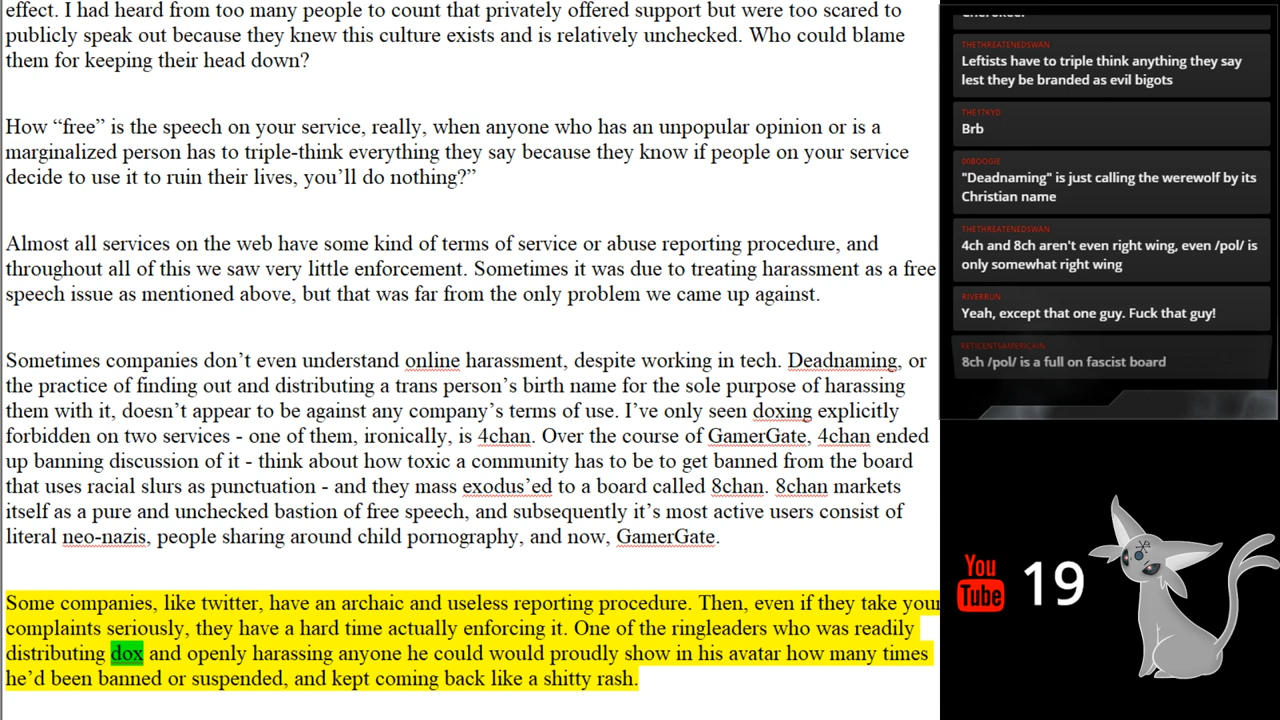 effect. I had heard from too many people to count that privately offered support but were too scared to
publicly speak out because they knew this culture exists and is relatively unchecked. Who could blame
them for keeping their head down?
How “free” is the speech on your service, really, when anyone who has an unpopular opinion or is a
marginalized person has to triple-think everything they say because they know if people on your service
decide to use it to ruin their lives, you’ll do nothing?”
Almost all services on the web have some kind of terms of service or abuse reporting procedure, and
throughout all of this we saw very little enforcement. Sometimes it was due to treating harassment as a free
speech issue as mentioned above, but that was far from the only problem we came up against.
Sometimes companies don’t even understand online harassment, despite working in tech. Deadnaming, or
the practice of finding out and distributing a trans person’s birth name for the sole purpose of harassing
them with it, doesn’t appear to be against any company’s terms of use. I’ve only seen doxing explicitly
forbidden on two services - one of them, ironically, is 4chan. Over the course of GamerGate, 4chan ended
up banning discussion of it - think about how toxic a community has to be to get banned from the board
that uses racial slurs as punctuation - and they mass exodus’ed to a board called 8chan. 8chan markets
itself as a pure and unchecked bastion of free speech, and subsequently it’s most active users consist of
literal neo-nazis, people sharing around child pornography, and now, GamerGate.
Some companies, like twitter, have an archaic and useless reporting procedure. Then, even if they take your
complaints seriously, they have a hard time actually enforcing it. One of the ringleaders who was readily
distributing dox and openly harassing anyone he could would proudly show in his avatar how many times
he’d been banned or suspended, and kept coming back like a shitty rash.
THETHREATENEDSWAN
Leftists have to triple think anything they say
lest they be branded as evil bigots
THEY7KYD
Brb
00BOOGIE
"Deadnaming" is just calling the werewolf by its
Christian name
THETHREATENEDSWAN
4ch and 8ch aren't even right wing, even /pol/ is
only somewhat right wing
RIVERRUN
Yeah, except that one guy. Fuck that guy!
RETICENTSAMERICAIN
8ch /pol/ is a full on fascist board
You
Tube
19